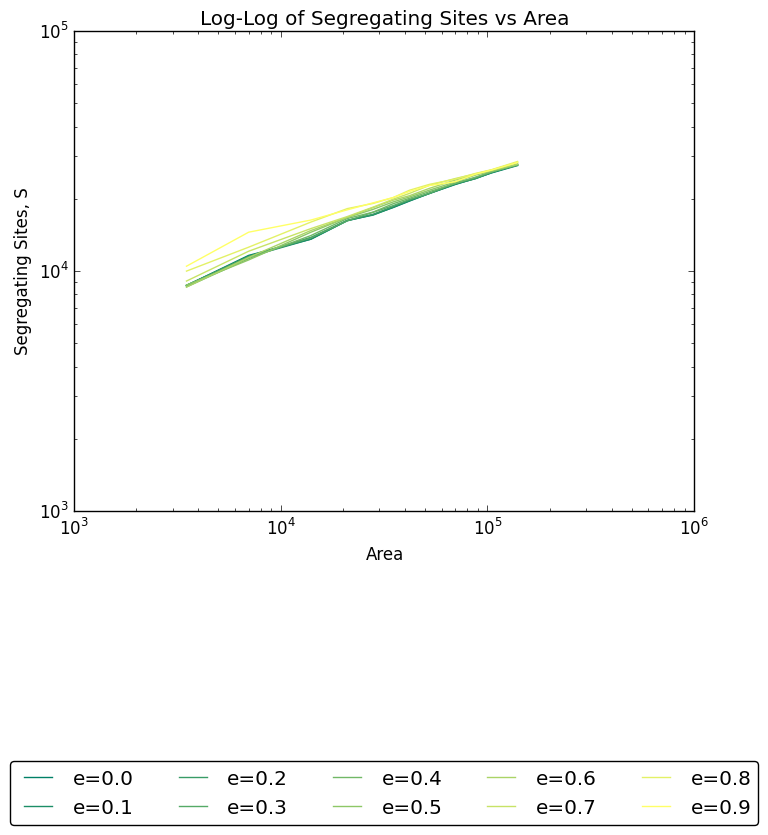 Log-Log of Segregating Sites vs Area
10^5
10^4
10^3
Segregating Sites, S
10^3 10^4 10^5 10^6
Area
e=0.0 e=0.2 e=0.4 e=0.6 e=0.8
e=0.1 e=0.3 e=0.5 e=0.7 e=0.9